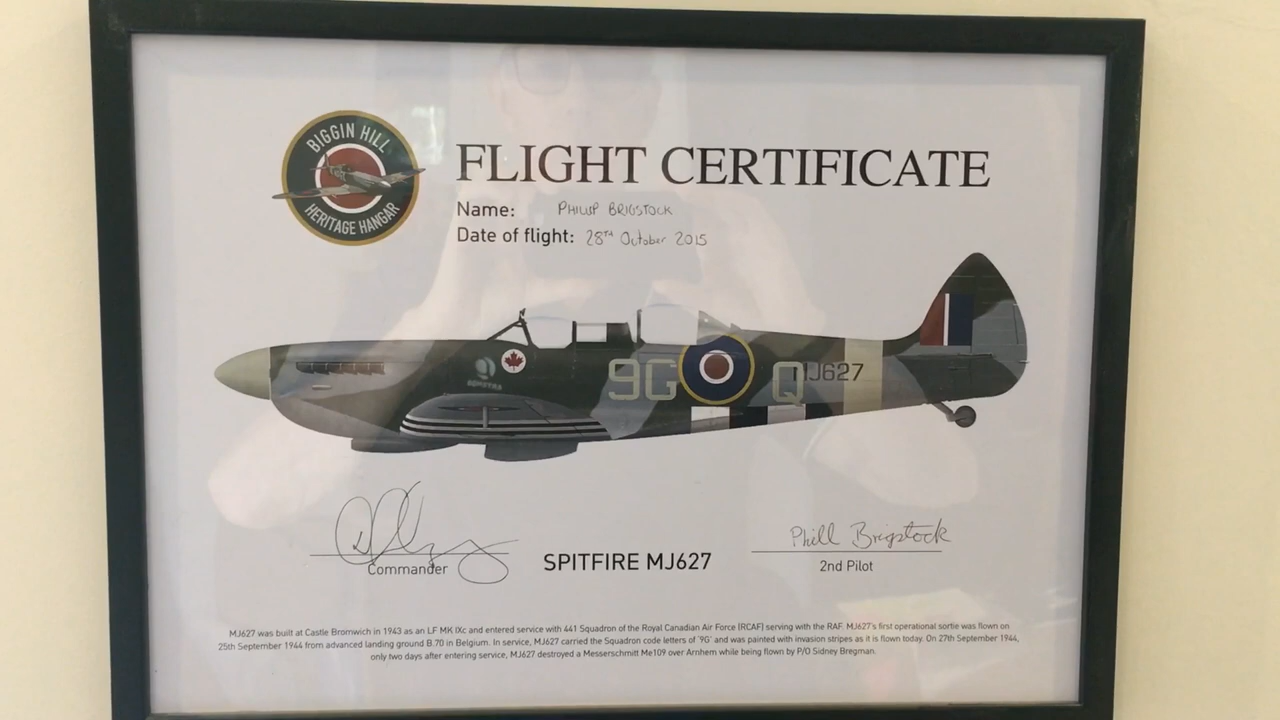 BIGGIN HILL
HERITAGE HANGAR
FLIGHT CERTIFICATE
Name: PHILLIP BRIGSTOCK
Date of flight: 28TH October 2015
9G Q MJ627
Commander
Phill Brigstock
2nd Pilot
SPITFIRE MJ627
MJ627 was built at Castle Bromwich in 1943 as an LF MK IXc and entered service with 441 Squadron of the Royal Canadian Air Force (RCAF) serving with the RAF. MJ627's first operational sortie was flown on
25th September 1944 from advanced landing ground B.70 in Belgium. In service, MJ627 carried the Squadron code letters of '9G' and was painted with invasion stripes as it is flown today. On 27th September 1944,
only two days after entering service, MJ627 destroyed a Messerschmitt Me109 over Arnhem while being flown by P/O Sidney Bregman.